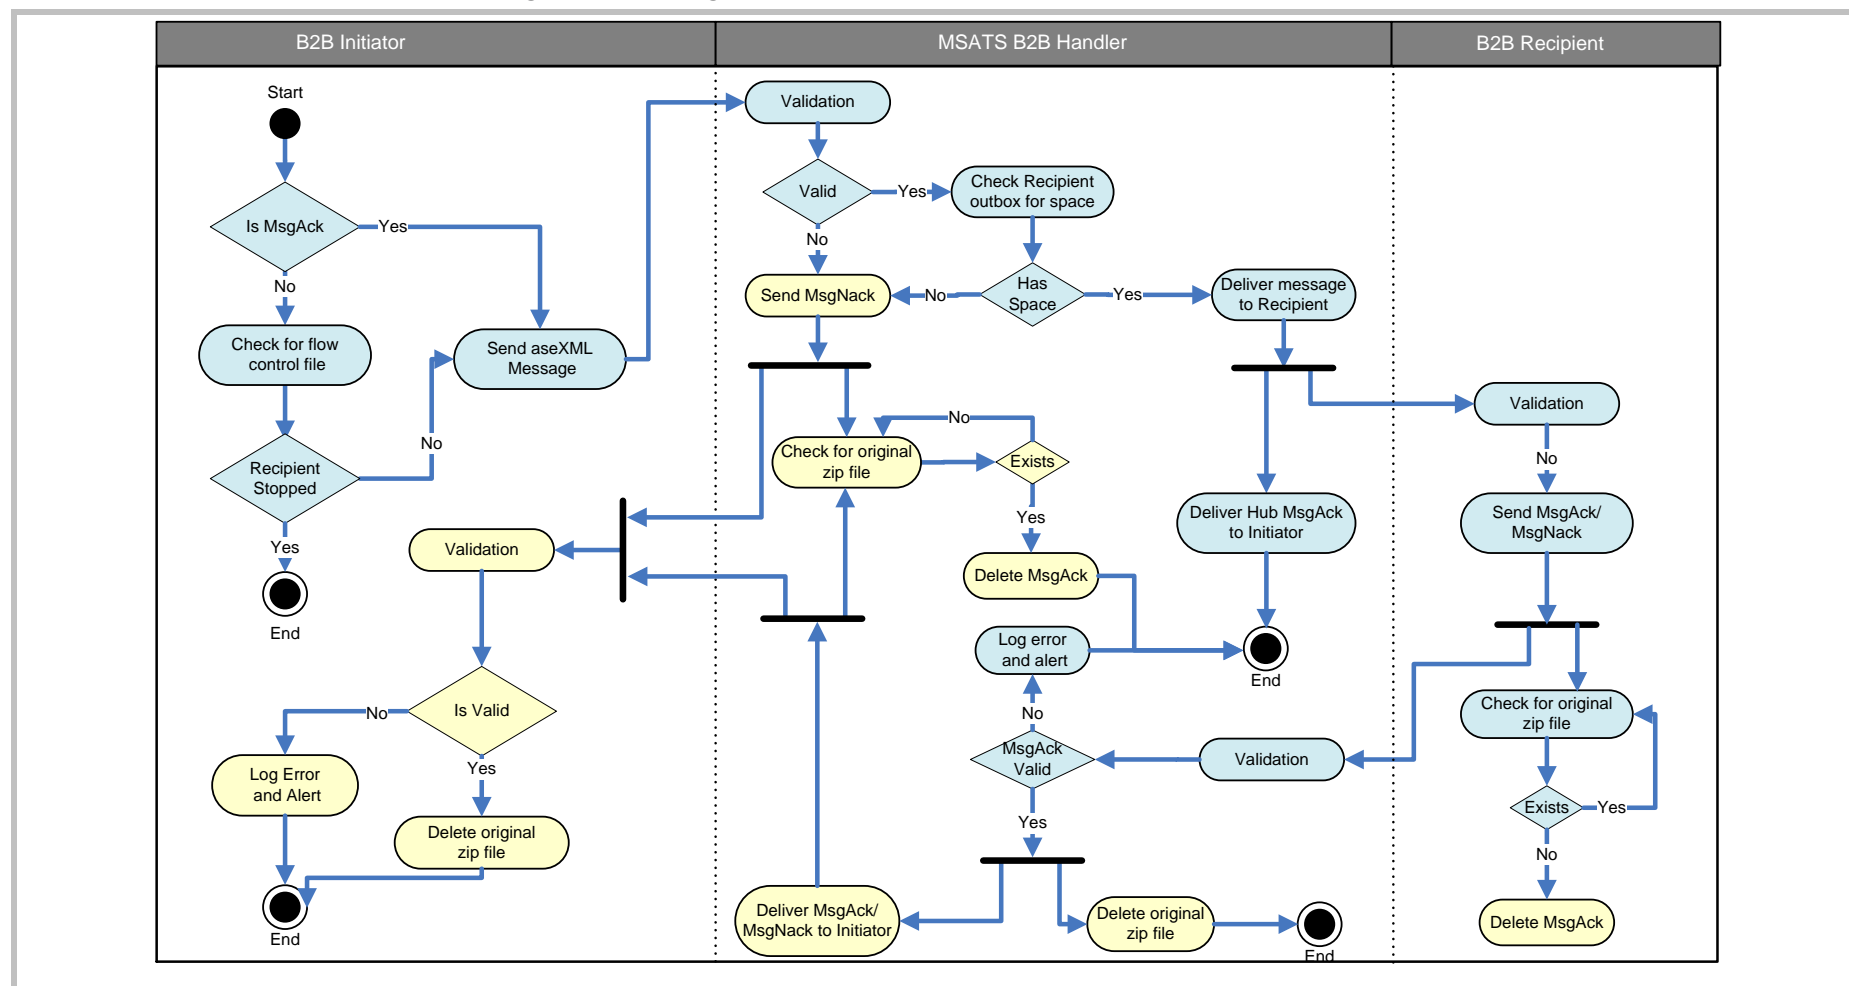 B2B Initiator
MSATS B2B Handler
B2B Recipient
Start
Is MsgAck
Yes
No
Check for flow
control file
Send aseXML
Message
No
Recipient
Stopped
Yes
End
Validation
Is Valid
No
Yes
Log Error
and Alert
Delete original
zip file
End
Validation
Valid
Yes
Check Recipient
outbox for space
No
Send MsgNack
No
Has
Space
Yes
Deliver message
to Recipient
No
Check for original
zip file
Exists
Yes
Delete MsgAck
Deliver Hub MsgAck
to Initiator
Log error
and alert
End
No
MsgAck
Valid
Validation
Yes
Deliver MsgAck/
MsgNack to Initiator
Delete original
zip file
End
Validation
No
Send MsgAck/
MsgNack
Check for original
zip file
Exists
Yes
No
Delete MsgAck